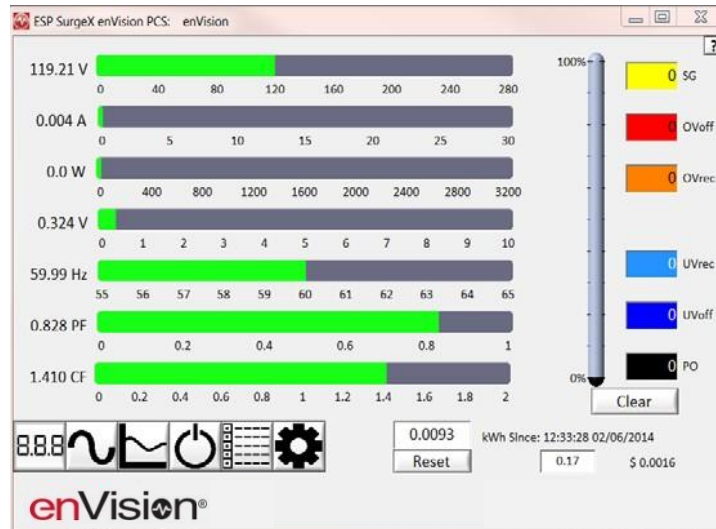 ESP SurgeX enVision PCS: enVision
?
119.21 V
0 40 80 120 160 200 240 280
0.004 A
0 5 10 15 20 25 30
0.0 W
0 400 800 1200 1600 2000 2400 2800 3200
0.324 V
0 1 2 3 4 5 6 7 8 9 10
59.99 Hz
55 56 57 58 59 60 61 62 63 64 65
0.828 PF
0 0.2 0.4 0.6 0.8 1
1.410 CF
0 0.2 0.4 0.6 0.8 1 1.2 1.4 1.6 1.8 2
100%
0%
0 SG
0 OVoff
0 OVrec
0 UVrec
0 UVoff
0 PO
Clear
8.8.8
0.0093 kWh Since: 12:33:28 02/06/2014
Reset 0.17 $ 0.0016
enVision®